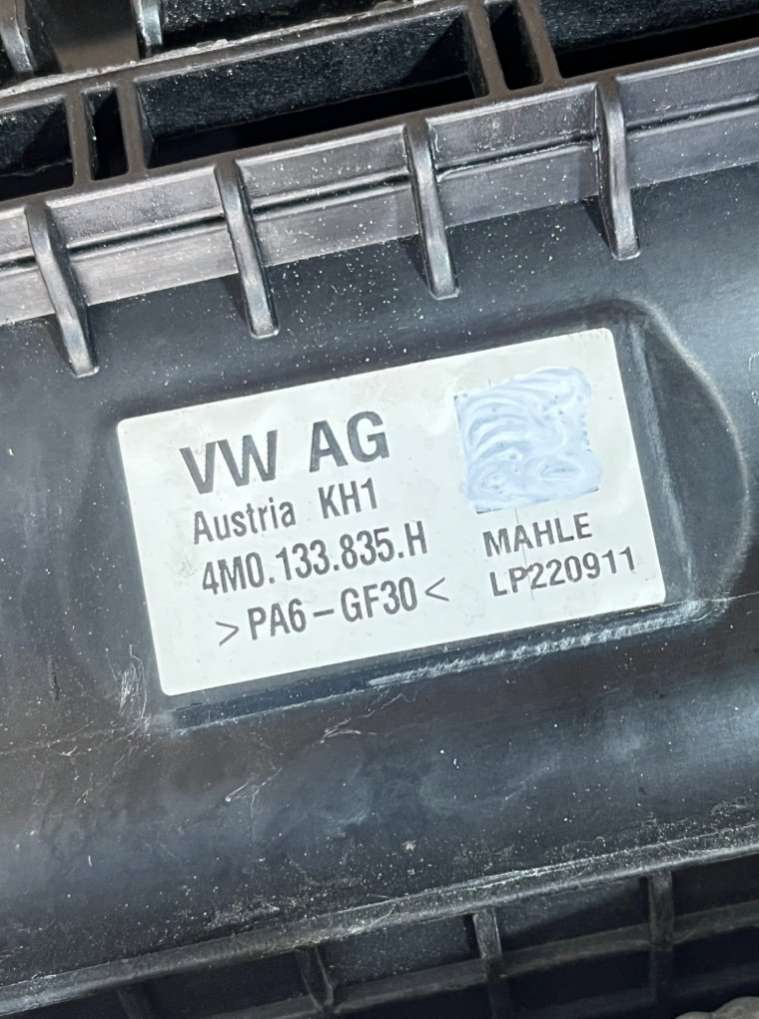 VW AG
Austria KH1
4M0.133.835.H
>PA6-GF30<
MAHLE
LP220911